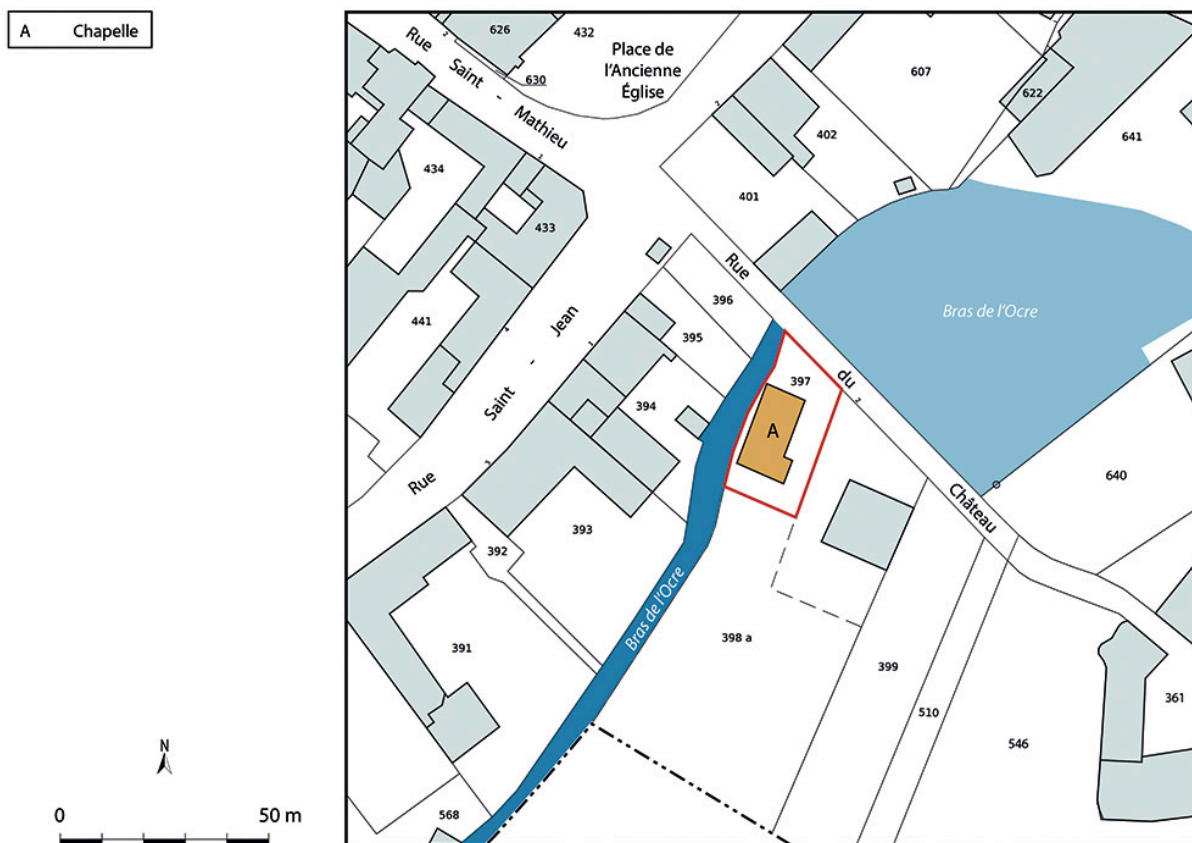 A Chapelle
626
432
Place de
l'Ancienne
Église
630
Rue Saint - Mathieu
607
622
402
641
434
401
433
Rue
396
Bras de l'Ocre
441
395
Rue Saint - Jean
397
du
394
A
640
Château
393
392
Bras de l'Ocre
398 a
391
399
361
510
546
N
0 50 m
568